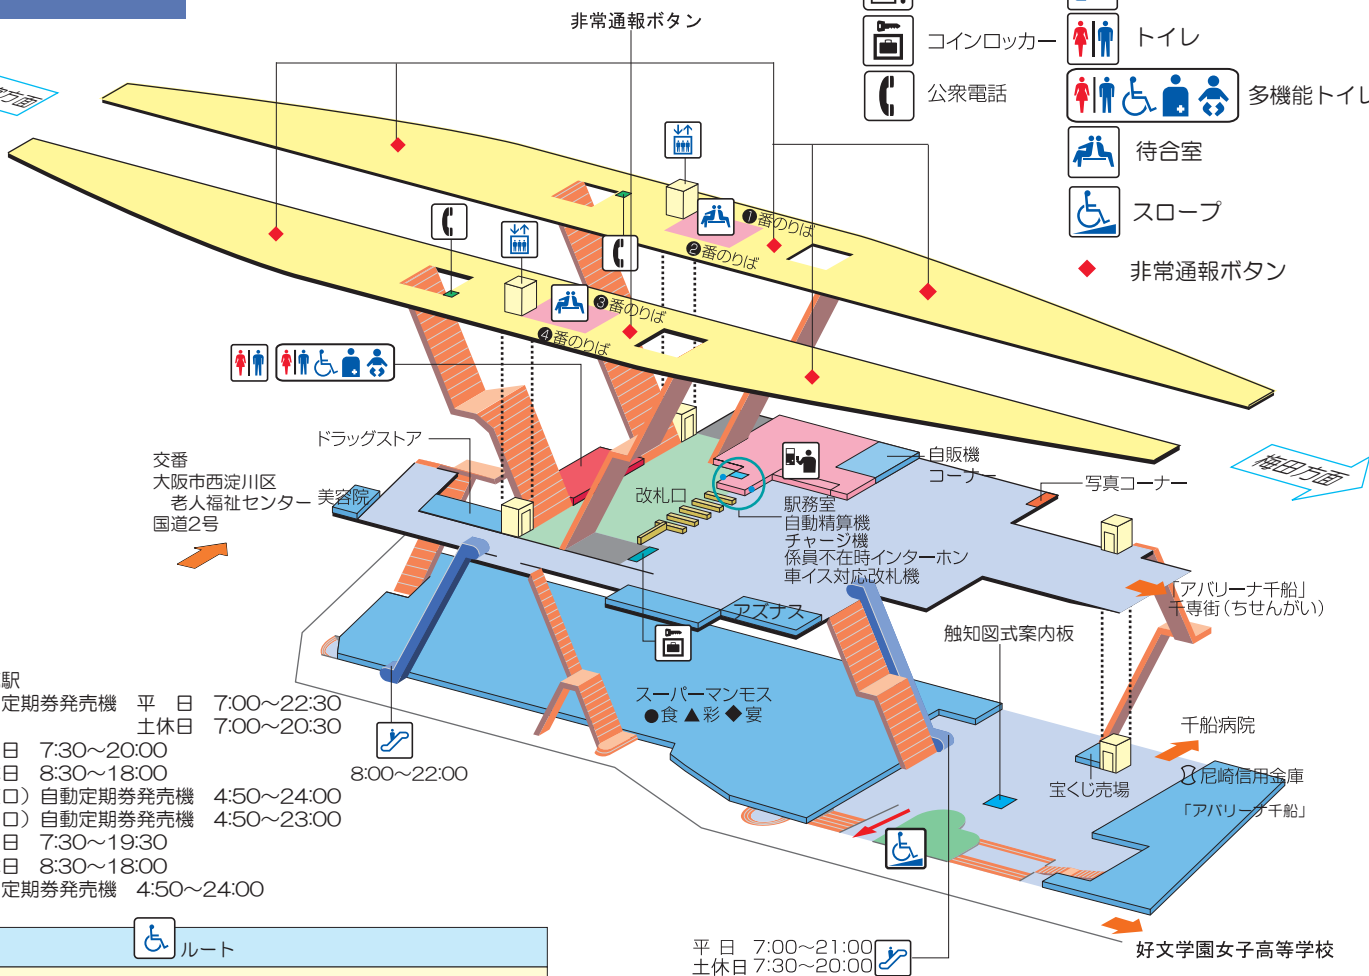 非常通報ボタン
コインロッカー
トイレ
公衆電話
多機能トイレ
待合室
スロープ
非常通報ボタン
方面
❶番のりば
❷番のりば
❸番のりば
❹番のりば
梅田方面
ドラッグストア
交番
大阪市西淀川区
老人福祉センター
国道2号
美容院
改札口
自販機
コーナー
写真コーナー
駅務室
自動精算機
チャージ機
係員不在時インターホン
車イス対応改札機
「アバリーナ千船」
千専街(ちせんがい)
アズナス
触知図式案内板
スーパーマンモス
●食▲彩◆宴
8:00〜22:00
千船病院
尼崎信用金庫
宝くじ売場
「アバリーナ千船」
駅
定期券発売機 平 日 7:00〜22:30
土休日 7:00〜20:30
日 7:30〜20:00
日 8:30〜18:00
口）自動定期券発売機 4:50〜24:00
口）自動定期券発売機 4:50〜23:00
日 7:30〜19:30
日 8:30〜18:00
定期券発売機 4:50〜24:00
ルート
平 日 7:00〜21:00
土休日 7:30〜20:00
好文学園女子高等学校